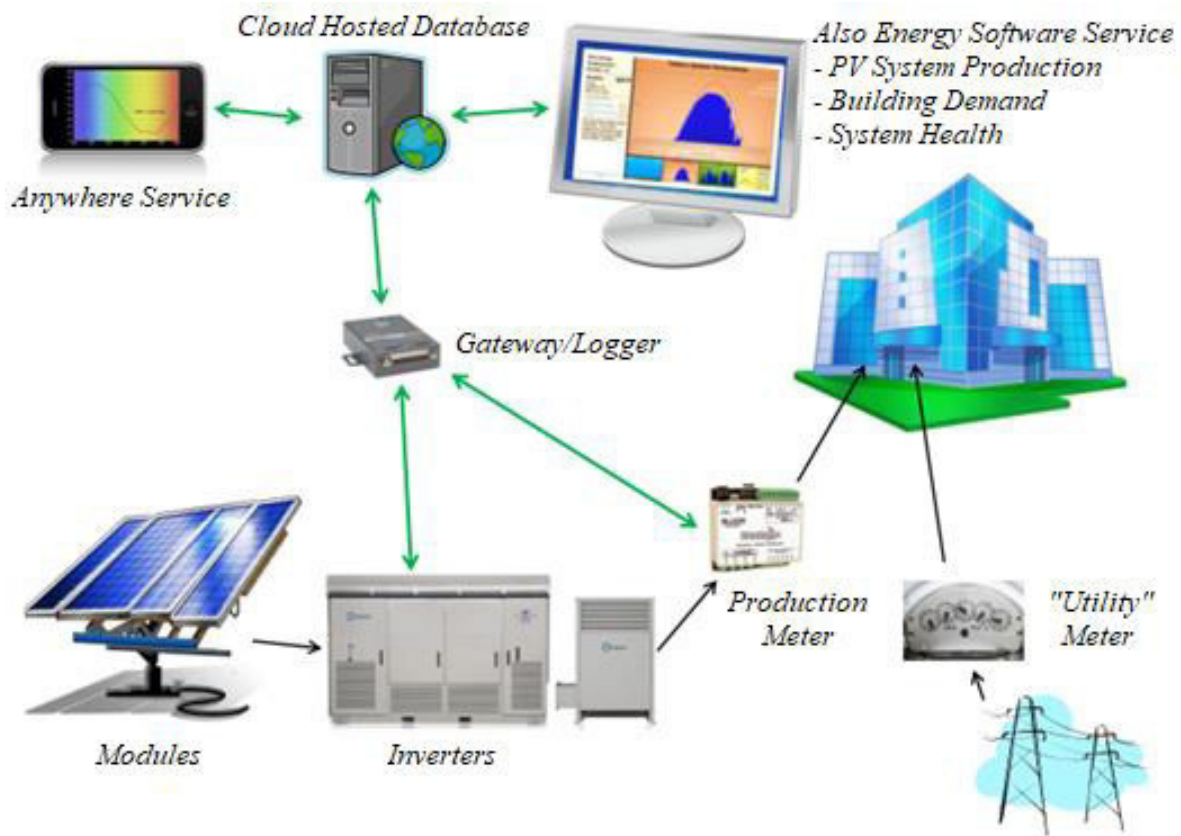 Cloud Hosted Database
Also Energy Software Service
- PV System Production
- Building Demand
- System Health
Anywhere Service
Gateway/Logger
Production
Meter
"Utility"
Meter
Modules
Inverters